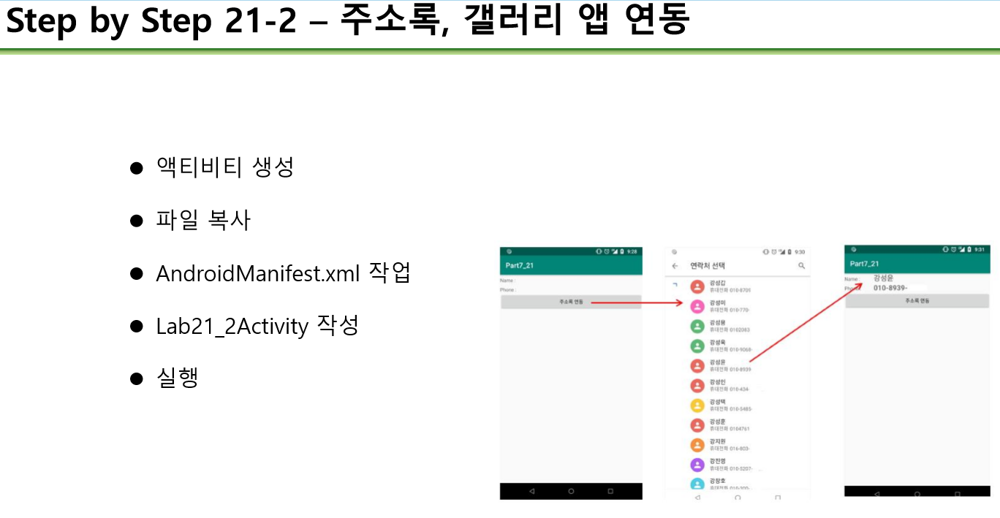 Step by Step 21-2 – 주소록, 갤러리 앱 연동
● 액티비티 생성
● 파일 복사
● AndroidManifest.xml 작업
● Lab21_2Activity 작성
● 실행
9:28
Part7_21
Name :
Phone :
주소록 연동
9:30
연락처 선택
강성깁
휴대전화 010-8701
강성미
휴대전화 010-770-
강성용
휴대전화 0102083
강성욱
휴대전화 010-9068-
강성윤
휴대전화 010-8939-
강성인
휴대전화 010-434-
강성택
휴대전화 010-5485-
강성훈
휴대전화 0104761
강지원
휴대전화 016-803-
강진영
휴대전화 010-5207-
강창호
휴대전화 010-200-
9:31
Part7_21
Name : 강성윤
010-8939-
주소록 연동